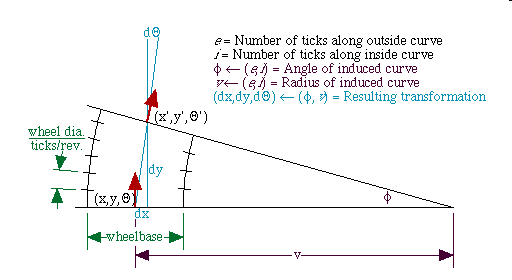 dΘ
e = Number of ticks along outside curve
i = Number of ticks along inside curve
ϕ ← (e,i) = Angle of induced curve
v ← (e,i) = Radius of induced curve
(dx,dy,dΘ) ← (ϕ, v) = Resulting transformation
(x',y',Θ')
wheel dia.
ticks/rev.
dy
ϕ
(x,y,Θ)
dx
wheelbase
v